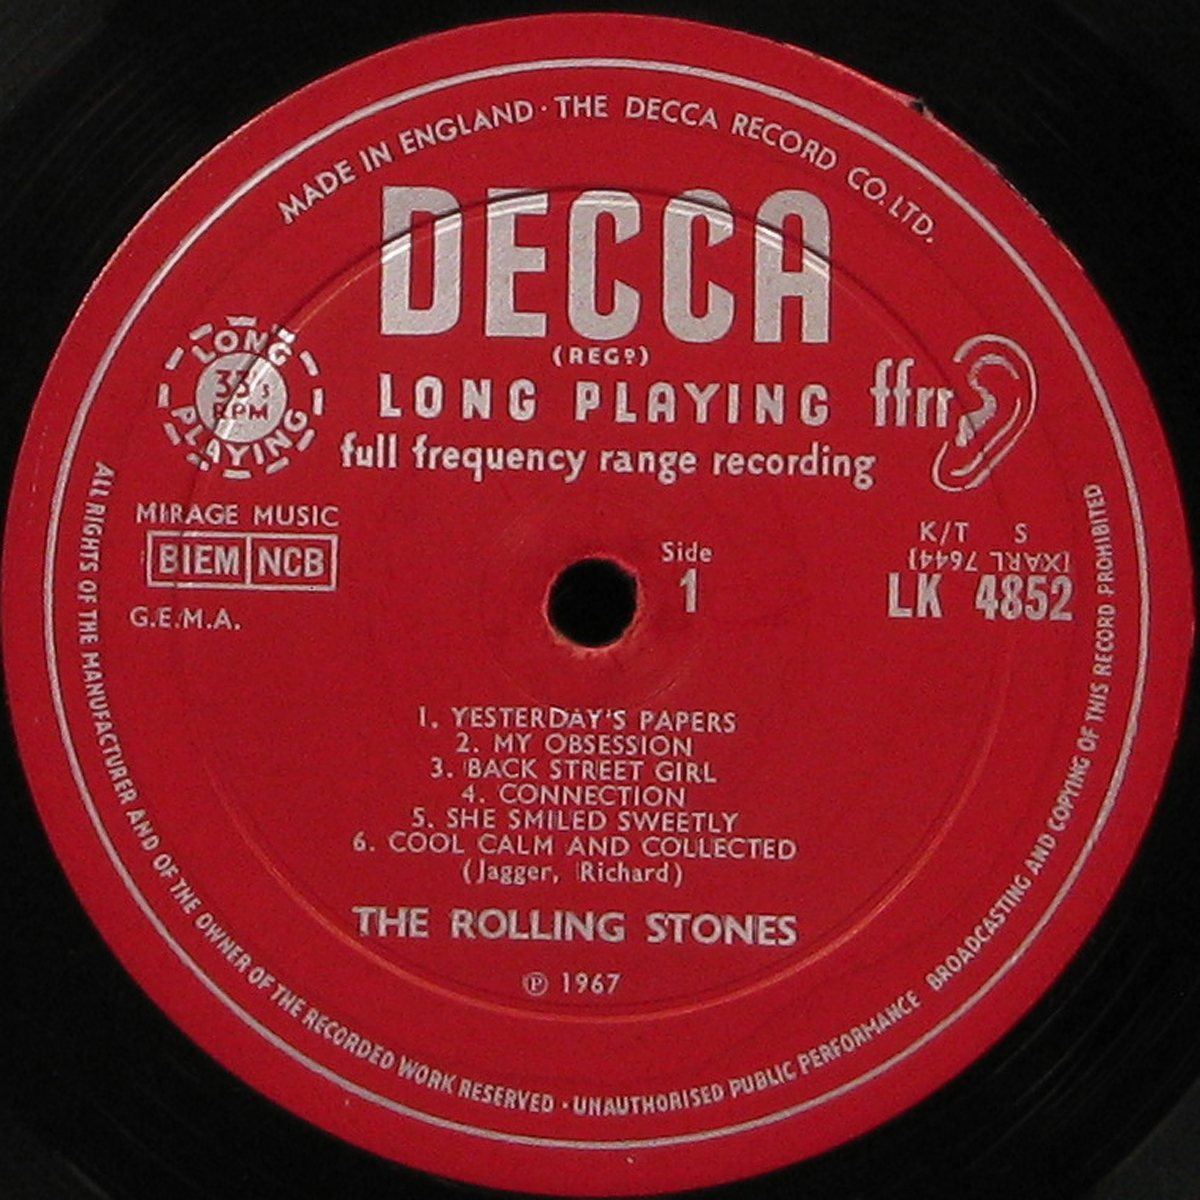 MADE IN ENGLAND · THE DECCA RECORD CO. LTD.
DECCA
(REGD)
LONG PLAYING
ffrr
full frequency range recording
LONG PLAYING
33⅓
RPM
MIRAGE MUSIC
BIEM NCB
G.E.M.A.
Side
1
K/T S
(XARL 7644)
LK 4852
1. YESTERDAY'S PAPERS
2. MY OBSESSION
3. BACK STREET GIRL
4. CONNECTION
5. SHE SMILED SWEETLY
6. COOL CALM AND COLLECTED
(Jagger, Richard)
THE ROLLING STONES
℗ 1967
ALL RIGHTS OF THE MANUFACTURER AND OF THE OWNER OF THE RECORDED WORK RESERVED · UNAUTHORISED PUBLIC PERFORMANCE BROADCASTING AND COPYING OF THIS RECORD PROHIBITED